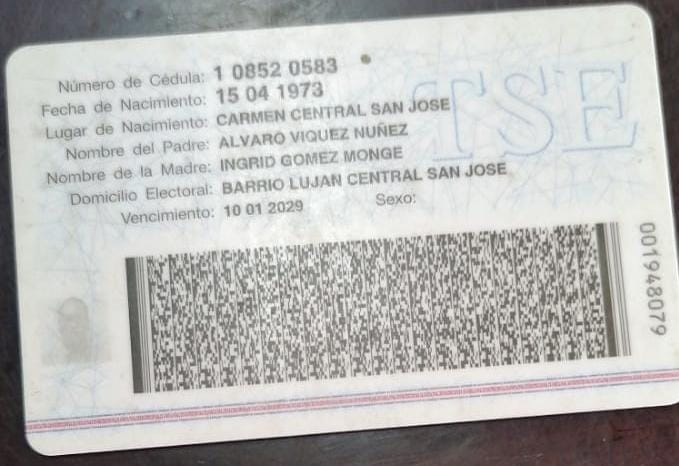 TSE
Número de Cédula: 1 0852 0583
Fecha de Nacimiento: 15 04 1973
Lugar de Nacimiento: CARMEN CENTRAL SAN JOSE
Nombre del Padre: ALVARO VIQUEZ NUÑEZ
Nombre de la Madre: INGRID GOMEZ MONGE
Domicilio Electoral: BARRIO LUJAN CENTRAL SAN JOSE
Vencimiento: 10 01 2029 Sexo:
001948079